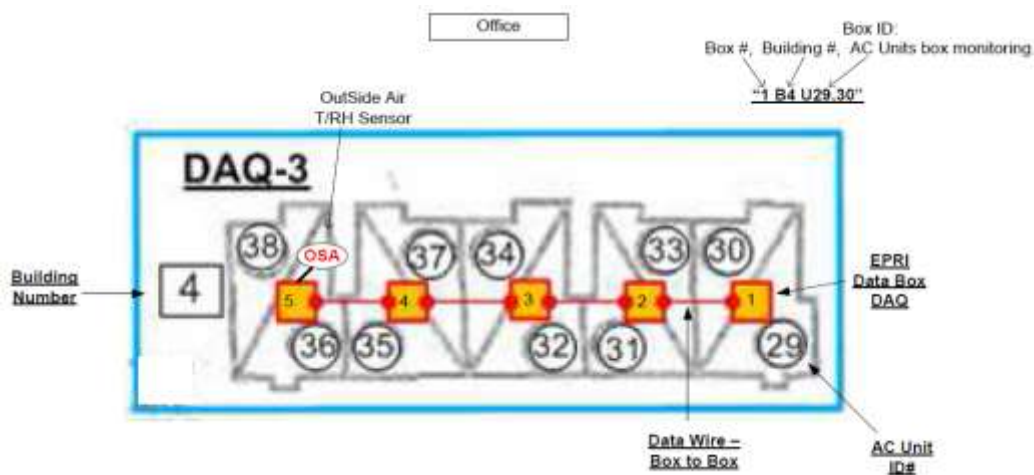 Office
Box ID:
Box #, Building #, AC Units box monitoring
"1 B4 U29.30"
OutSide Air
T/RH Sensor
DAQ-3
38
OSA
37
34
33
30
Building
Number
4
5
4
3
2
1
EPRI
Data Box
DAQ
36
35
32
31
29
Data Wire –
Box to Box
AC Unit
ID#